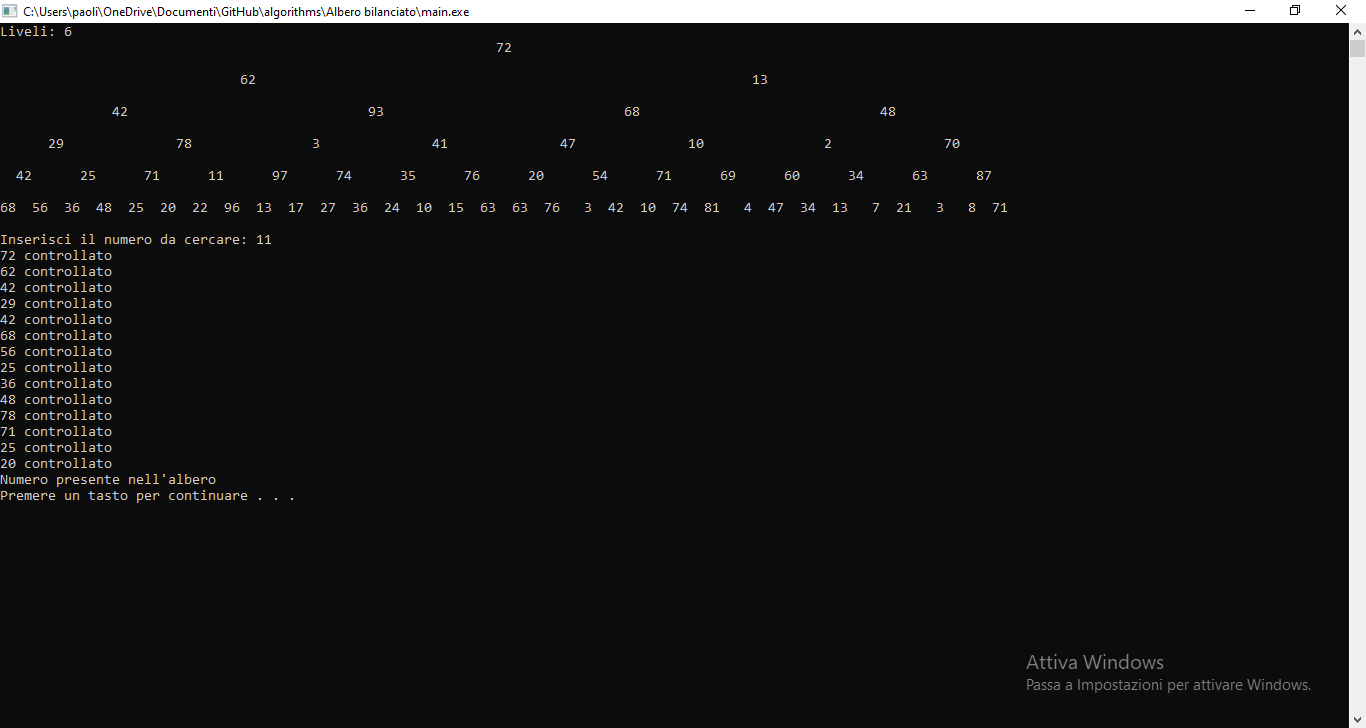 C:\Users\paoli\OneDrive\Documenti\GitHub\algorithms\Albero bilanciato\main.exe
Liveli: 6
72
62 13
42 93 68 48
29 78 3 41 47 10 2 70
42 25 71 11 97 74 35 76 20 54 71 69 60 34 63 87
68 56 36 48 25 20 22 96 13 17 27 36 24 10 15 63 63 76 3 42 10 74 81 4 47 34 13 7 21 3 8 71
Inserisci il numero da cercare: 11
72 controllato
62 controllato
42 controllato
29 controllato
42 controllato
68 controllato
56 controllato
25 controllato
36 controllato
48 controllato
78 controllato
71 controllato
25 controllato
20 controllato
Numero presente nell'albero
Premere un tasto per continuare . . .
Attiva Windows
Passa a Impostazioni per attivare Windows.